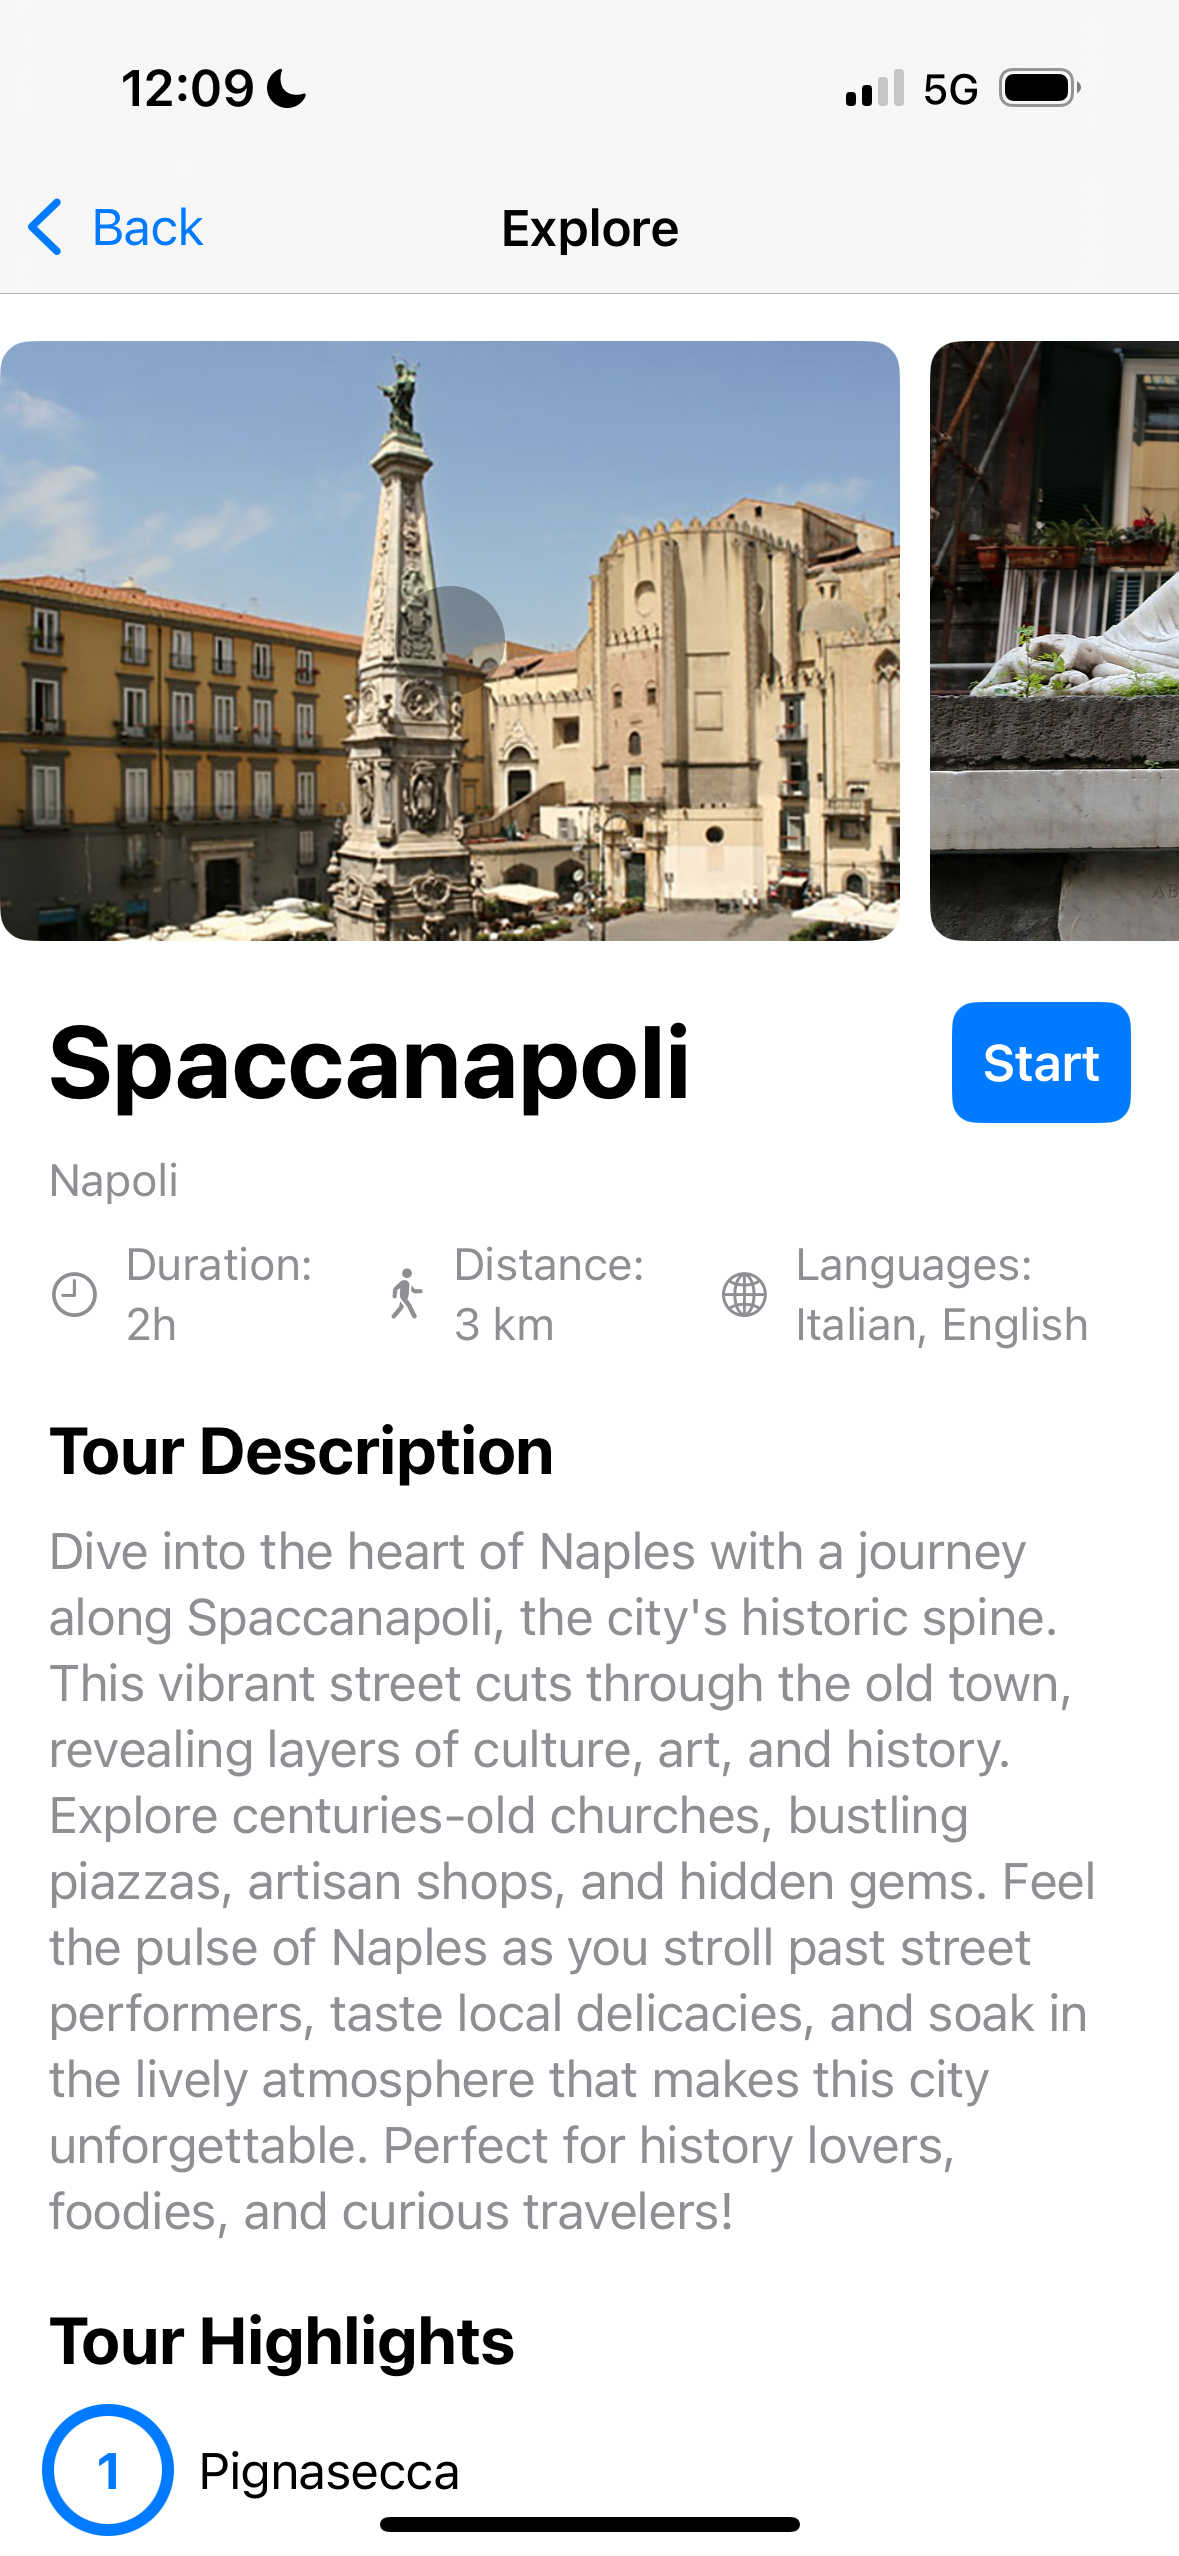 12:09
5G
Back
Explore
Spaccanapoli
Start
Napoli
Duration:
2h
Distance:
3 km
Languages:
Italian, English
Tour Description
Dive into the heart of Naples with a journey
along Spaccanapoli, the city's historic spine.
This vibrant street cuts through the old town,
revealing layers of culture, art, and history.
Explore centuries-old churches, bustling
piazzas, artisan shops, and hidden gems. Feel
the pulse of Naples as you stroll past street
performers, taste local delicacies, and soak in
the lively atmosphere that makes this city
unforgettable. Perfect for history lovers,
foodies, and curious travelers!
Tour Highlights
1
Pignasecca